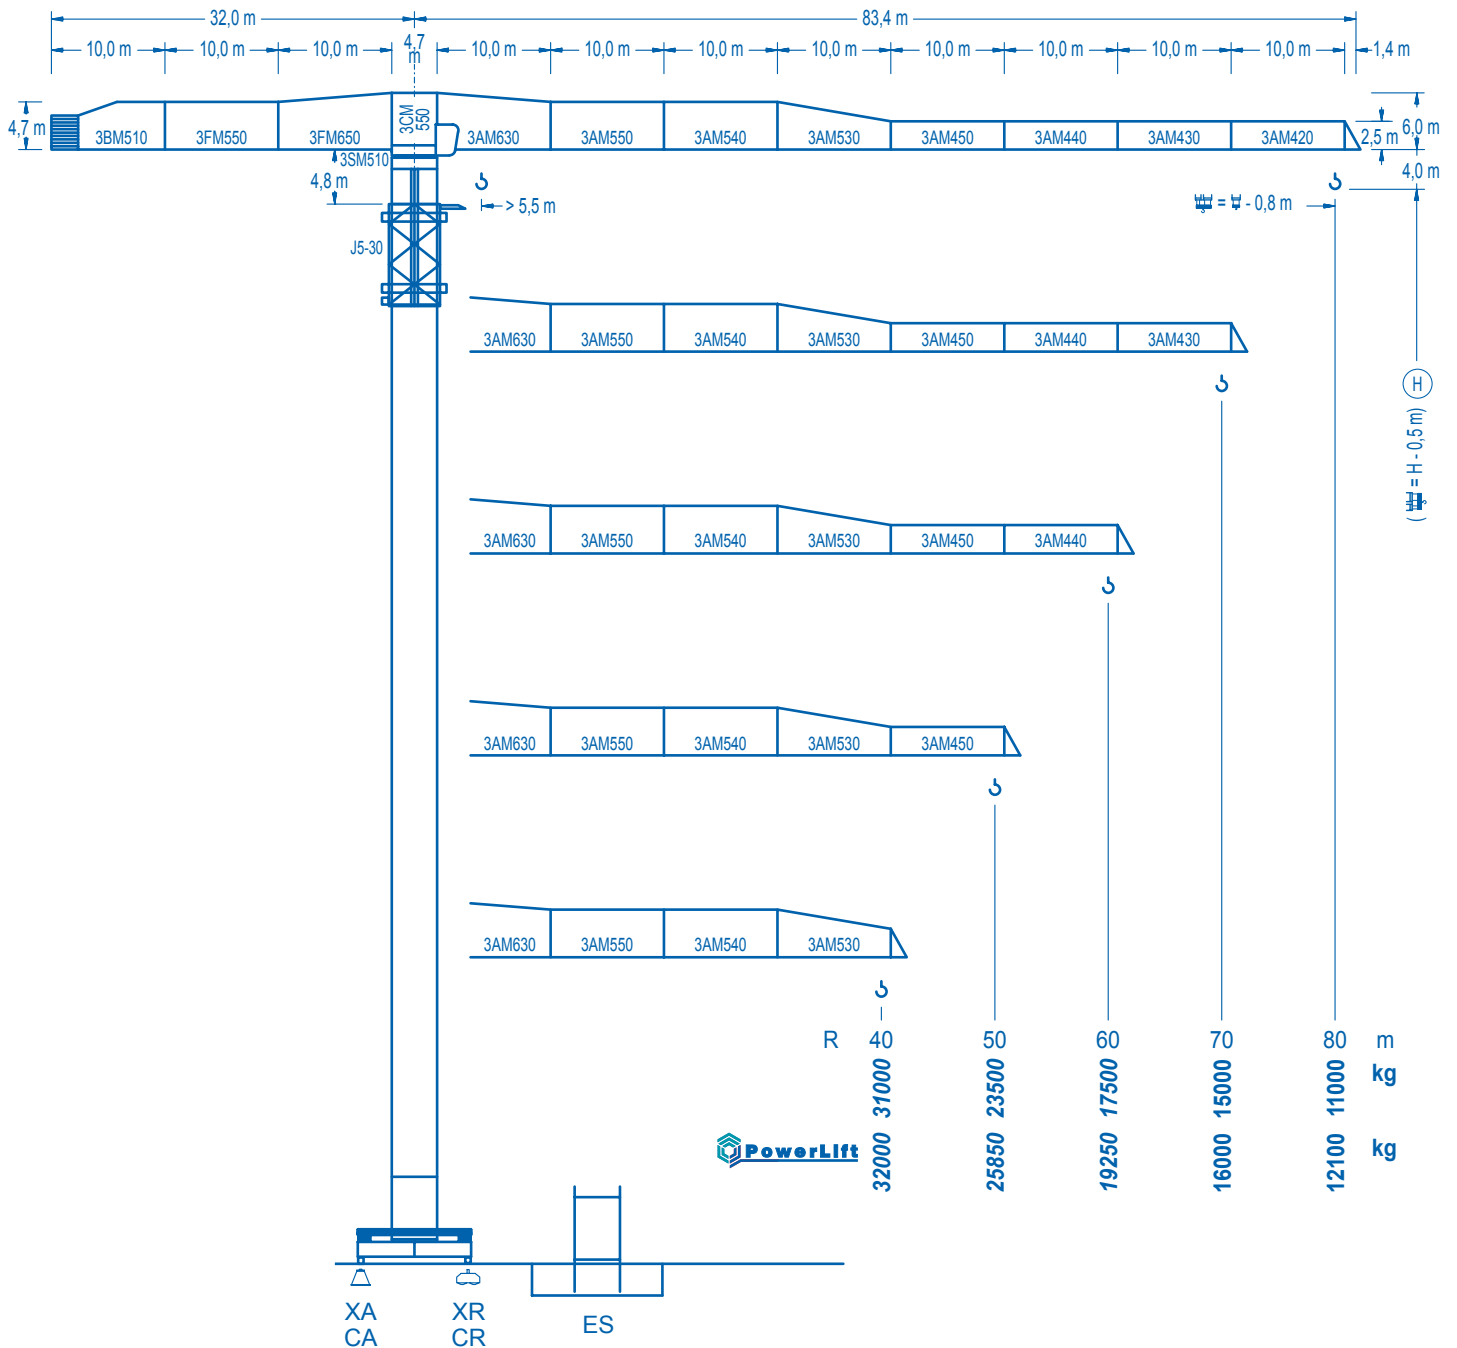 32,0 m 83,4 m
10,0 m 10,0 m 10,0 m 4,7 m 10,0 m 10,0 m 10,0 m 10,0 m 10,0 m 10,0 m 10,0 m 10,0 m 1,4 m
4,7 m 3BM510 3FM550 3FM650 3CM 550 3AM630 3AM550 3AM540 3AM530 3AM450 3AM440 3AM430 3AM420 2,5 m 6,0 m
3SM510
4,8 m 4,0 m
> 5,5 m = - 0,8 m
J5-30
3AM630 3AM550 3AM540 3AM530 3AM450 3AM440 3AM430
H
( = H - 0,5 m)
3AM630 3AM550 3AM540 3AM530 3AM450 3AM440
3AM630 3AM550 3AM540 3AM530 3AM450
3AM630 3AM550 3AM540 3AM530
R 40 50 60 70 80 m
31000 23500 17500 15000 11000 kg
PowerLift 32000 25850 19250 16000 12100 kg
XA XR ES
CA CR